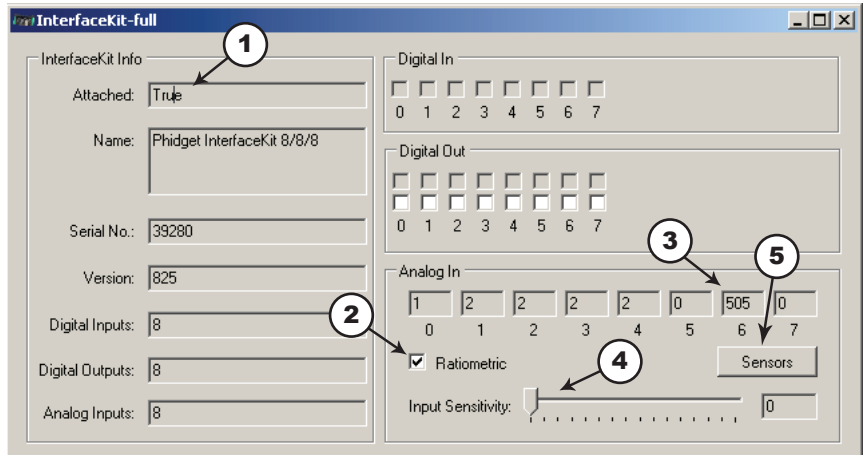 InterfaceKit-full
1
InterfaceKit Info
Attached: True
Name: Phidget InterfaceKit 8/8/8
Serial No.: 39280
Version: 825
Digital Inputs: 8
Digital Outputs: 8
Analog Inputs: 8
Digital In
0 1 2 3 4 5 6 7
Digital Out
0 1 2 3 4 5 6 7
3
5
Analog In
1 2 2 2 2 0 505 0
0 1 2 3 4 5 6 7
2
Ratiometric
4
Sensors
Input Sensitivity: 0